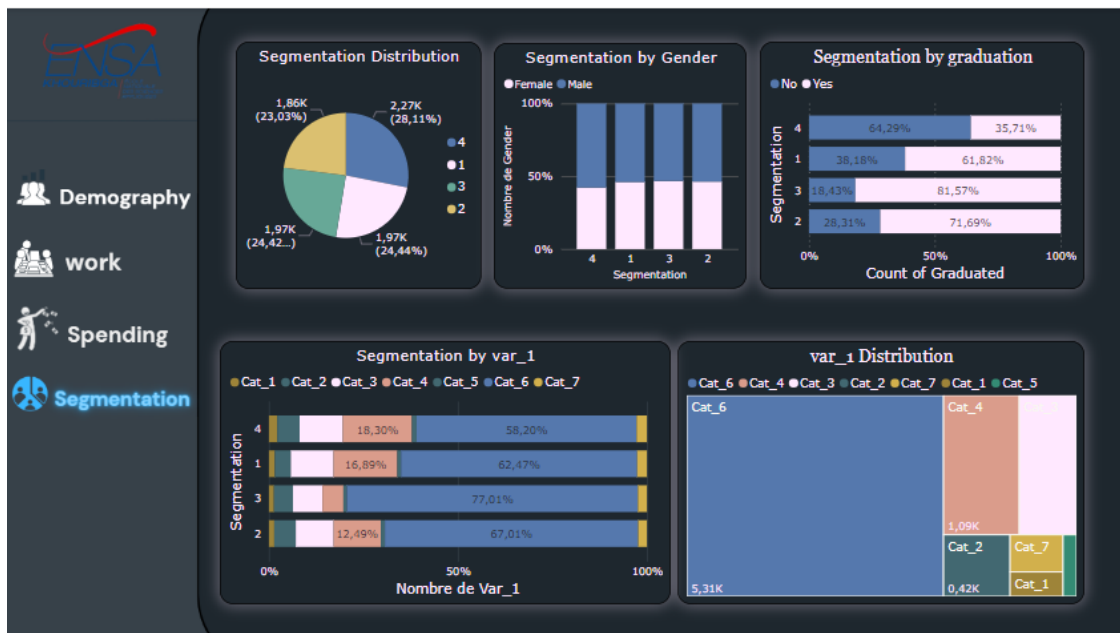 ENSA
Demography
work
Spending
Segmentation
Segmentation Distribution
1,86K
(23,03%)
2,27K
(28,11%)
1,97K
(24,42...)
1,97K
(24,44%)
4
1
3
2
Segmentation by Gender
Female Male
Nombre de Gender
100%
50%
0%
4 1 3 2
Segmentation
Segmentation by graduation
No Yes
Segmentation
4 64,29% 35,71%
1 38,18% 61,82%
3 18,43% 81,57%
2 28,31% 71,69%
0% 50% 100%
Count of Graduated
Segmentation by var_1
Cat_1 Cat_2 Cat_3 Cat_4 Cat_5 Cat_6 Cat_7
Segmentation
4 18,30% 58,20%
1 16,89% 62,47%
3 77,01%
2 12,49% 67,01%
0% 50% 100%
Nombre de Var_1
var_1 Distribution
Cat_6 Cat_4 Cat_3 Cat_2 Cat_7 Cat_1 Cat_5
Cat_6
5,31K
Cat_4
1,09K
Cat_2
0,42K
Cat_7
Cat_1